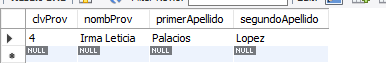 clvProv nombProv primerApellido segundoApellido
4 Irma Leticia Palacios Lopez
NULL NULL NULL NULL